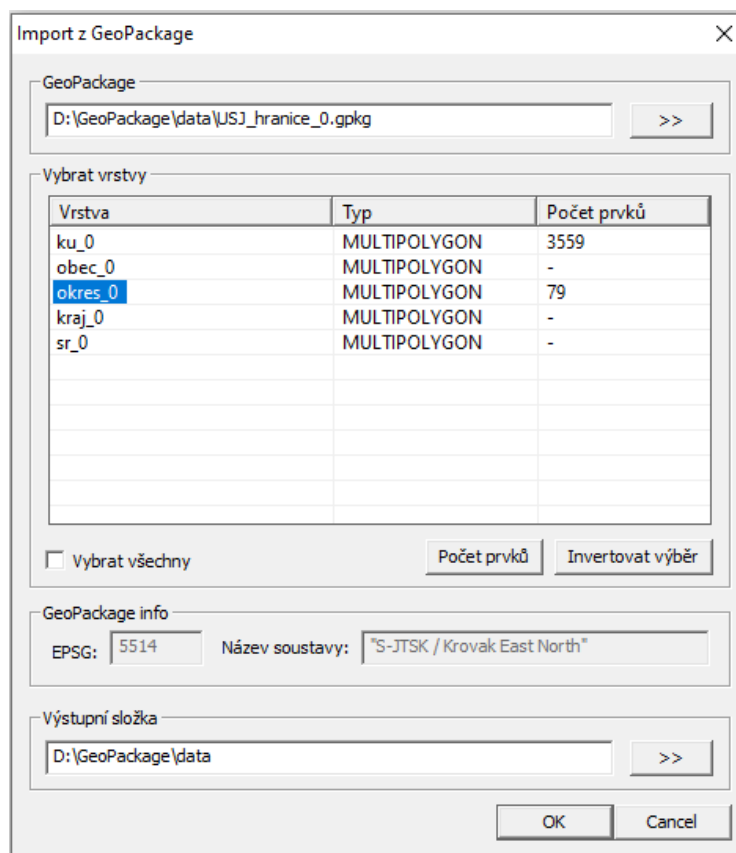 Import z GeoPackage
GeoPackage
D:\GeoPackage\data\USJ_hranice_0.gpkg >>
Vybrat vrstvy
Vrstva Typ Počet prvků
ku_0 MULTIPOLYGON 3559
obec_0 MULTIPOLYGON -
okres_0 MULTIPOLYGON 79
kraj_0 MULTIPOLYGON -
sr_0 MULTIPOLYGON -
Vybrat všechny Počet prvků Invertovat výběr
GeoPackage info
EPSG: 5514 Název soustavy: "S-JTSK / Krovak East North"
Výstupní složka
D:\GeoPackage\data >>
OK Cancel